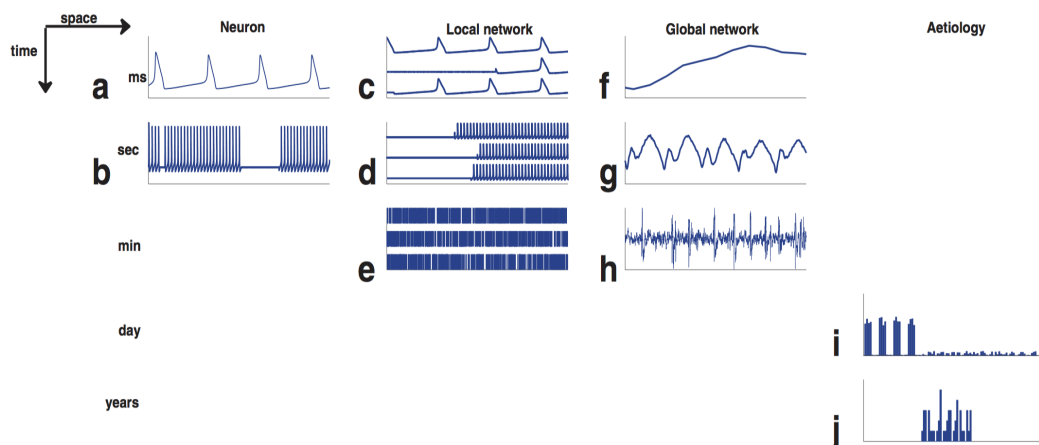 space
time
Neuron
Local network
Global network
Aetiology
a
ms
c
f
b
sec
d
g
min
e
h
day
i
years
j